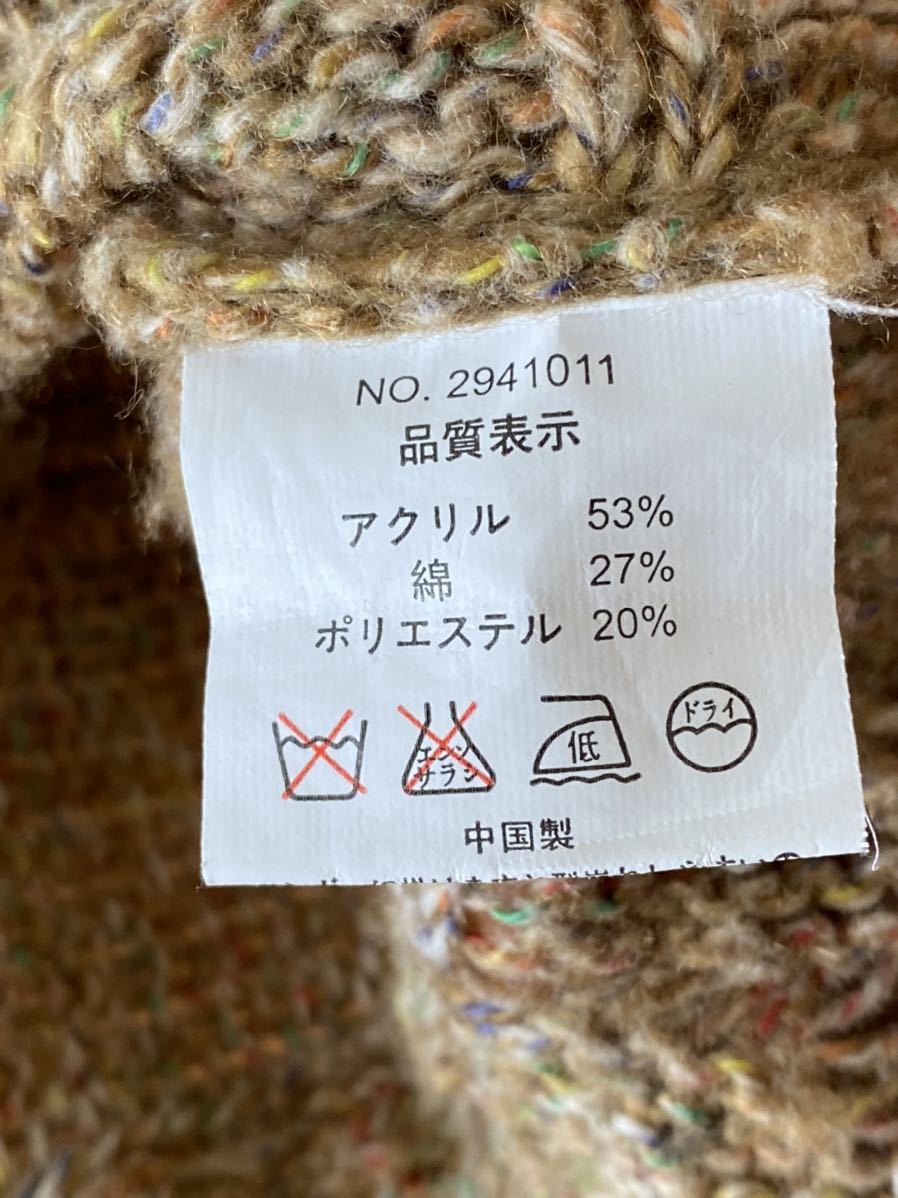 NO. 2941011
品質表示
アクリル 53%
綿 27%
ポリエステル 20%
エンソ
サラシ
低
ドライ
中国製